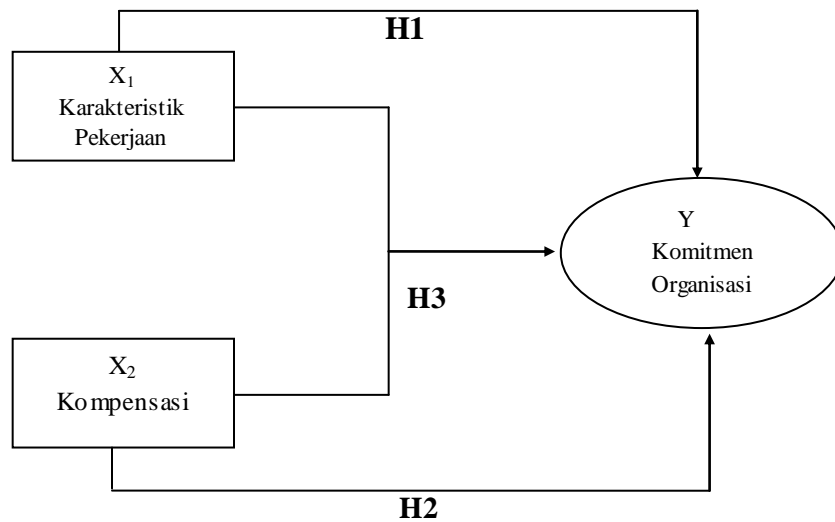 H1
X₁
Karakteristik
Pekerjaan
Y
Komitmen
Organisasi
H3
X₂
Kompensasi
H2